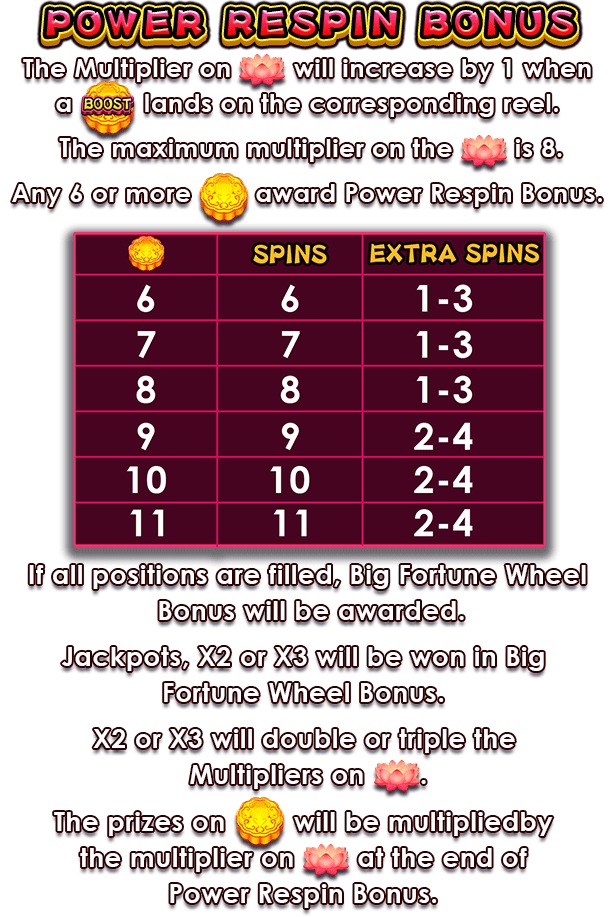 POWER RESPIN BONUS
The Multiplier on will increase by 1 when
a BOOST lands on the corresponding reel.
The maximum multiplier on the is 8.
Any 6 or more award Power Respin Bonus.
SPINS EXTRA SPINS
6 6 1-3
7 7 1-3
8 8 1-3
9 9 2-4
10 10 2-4
11 11 2-4
If all positions are filled, Big Fortune Wheel
Bonus will be awarded.
Jackpots, X2 or X3 will be won in Big
Fortune Wheel Bonus.
X2 or X3 will double or triple the
Multipliers on .
The prizes on will be multipliedby
the multiplier on at the end of
Power Respin Bonus.